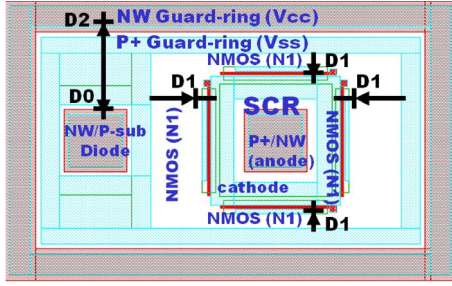 D2 NW Guard-ring (Vcc)
P+ Guard-ring (Vss)
NMOS (N1) D1
D0 D1 D1
SCR
NW/P-sub
Diode
NMOS (N1)
P+/NW
(anode)
NMOS (N1)
cathode
NMOS (N1) D1